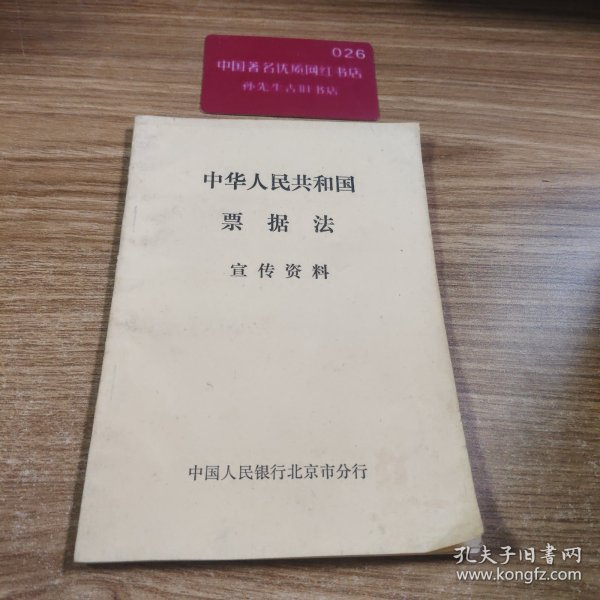 026
中国著名优质网红书店
孙先生古旧书店
中华人民共和国
票据法
宣传资料
中国人民银行北京市分行
孔夫子旧书网
www.kongfz.com